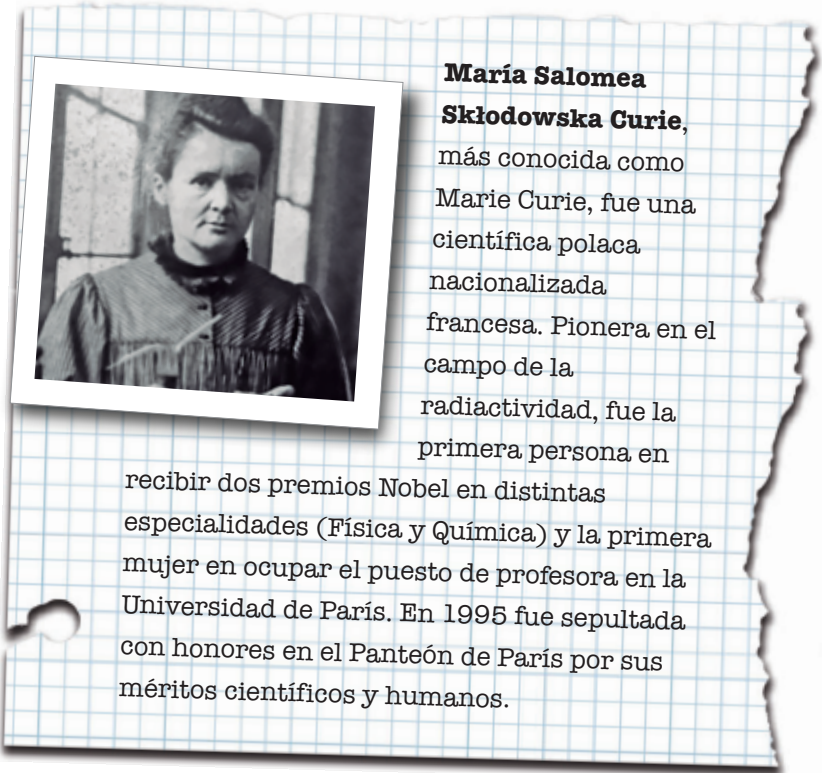 María Salomea
Skłodowska Curie,
más conocida como
Marie Curie, fue una
científica polaca
nacionalizada
francesa. Pionera en el
campo de la
radiactividad, fue la
primera persona en
recibir dos premios Nobel en distintas
especialidades (Física y Química) y la primera
mujer en ocupar el puesto de profesora en la
Universidad de París. En 1995 fue sepultada
con honores en el Panteón de París por sus
méritos científicos y humanos.